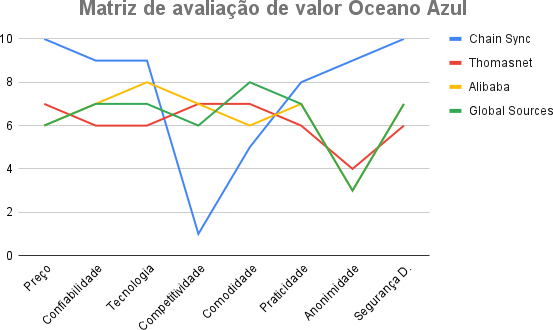 Matriz de avaliação de valor Oceano Azul
10
8
6
4
2
0
Chain Sync
Thomasnet
Alibaba
Global Sources
Preço
Confiabilidade
Tecnologia
Competitividade
Comodidade
Praticidade
Anonimidade
Segurança D.